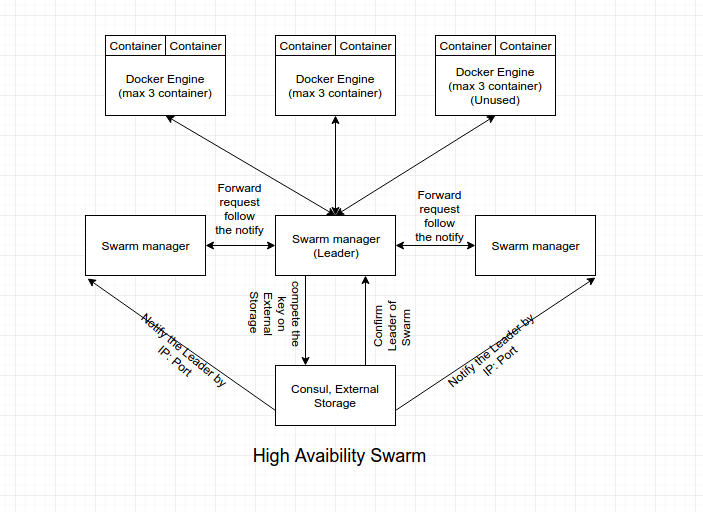 Container Container
Docker Engine
(max 3 container)
Container Container
Docker Engine
(max 3 container)
Container Container
Docker Engine
(max 3 container)
(Unused)
Forward
request
follow
the notify
Forward
request
follow
the notify
Swarm manager
Swarm manager
(Leader)
Swarm manager
compete the
key on
External
Storage
Confirm
Leader of
Swarm
Notify the Leader by
IP: Port
Notify the Leader by
IP: Port
Consul, External
Storage
High Avaibility Swarm